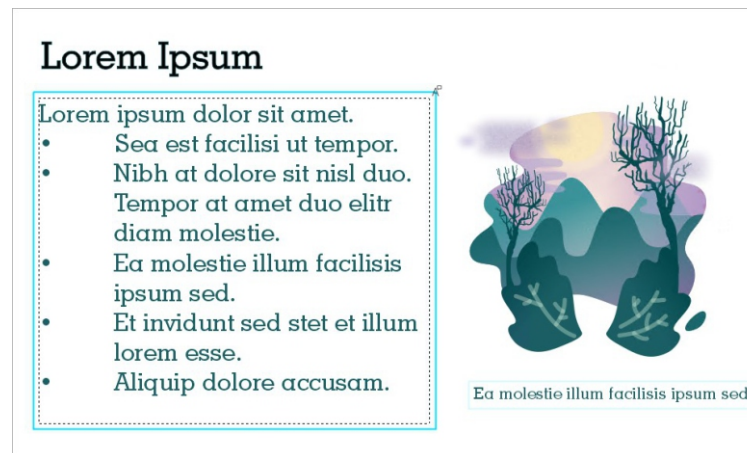 Lorem Ipsum
Lorem ipsum dolor sit amet.
• Sea est facilisi ut tempor.
• Nibh at dolore sit nisl duo.
Tempor at amet duo elitr
diam molestie.
• Ea molestie illum facilisis
ipsum sed.
• Et invidunt sed stet et illum
lorem esse.
• Aliquip dolore accusam.
Ea molestie illum facilisis ipsum sed